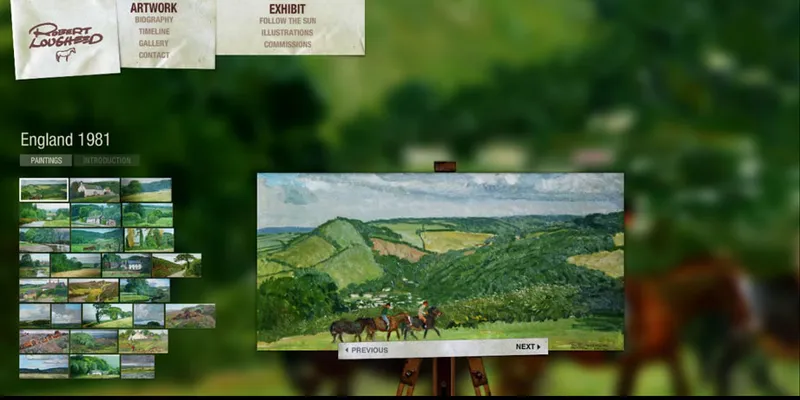 ROBERT
LOUGHEED
ARTWORK
BIOGRAPHY
TIMELINE
GALLERY
CONTACT
EXHIBIT
FOLLOW THE SUN
ILLUSTRATIONS
COMMISSIONS
England 1981
PAINTINGS
INTRODUCTION
PREVIOUS
NEXT